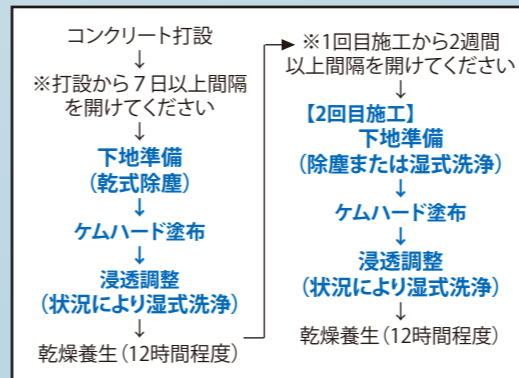 コンクリート打設
↓
※打設から7日以上間隔
を開けてください
↓
下地準備
(乾式除塵)
↓
ケムハード塗布
↓
浸透調整
(状況により湿式洗浄)
↓
乾燥養生(12時間程度)
※1回目施工から2週間
以上間隔を開けてください
↓
【2回目施工】
下地準備
(除塵または湿式洗浄)
↓
ケムハード塗布
↓
浸透調整
(状況により湿式洗浄)
↓
乾燥養生(12時間程度)